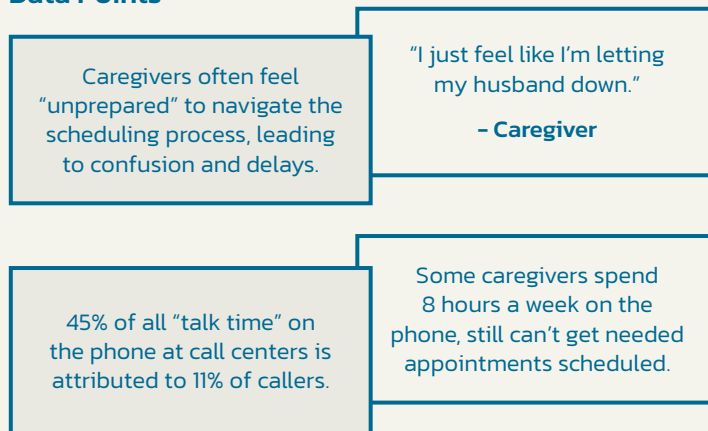 Data Points
Caregivers often feel
“unprepared” to navigate the
scheduling process, leading
to confusion and delays.
“I just feel like I’m letting
my husband down.”
– Caregiver
45% of all “talk time” on
the phone at call centers is
attributed to 11% of callers.
Some caregivers spend
8 hours a week on the
phone, still can’t get needed
appointments scheduled.